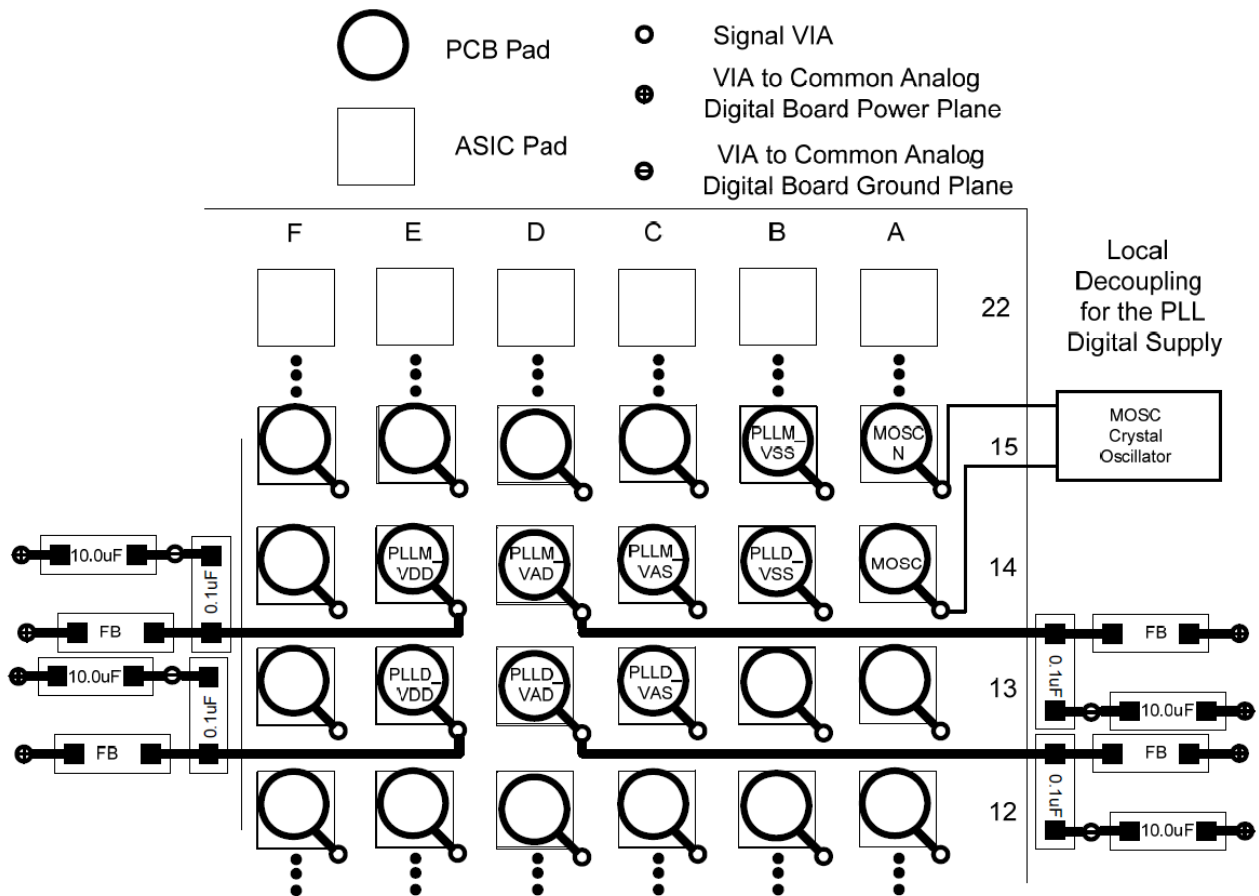 PCB Pad
Signal VIA
VIA to Common Analog
Digital Board Power Plane
ASIC Pad
VIA to Common Analog
Digital Board Ground Plane
F E D C B A
22
Local
Decoupling
for the PLL
Digital Supply
PLLM_
VSS
MOSC
N
15
MOSC
Crystal
Oscillator
10.0uF
0.1uF
FB
PLLM_
VDD
PLLM_
VAD
PLLM_
VAS
PLLD_
VSS
MOSC
14
FB
0.1uF
10.0uF
10.0uF
0.1uF
FB
PLLD_
VDD
PLLD_
VAD
PLLD_
VAS
13
FB
0.1uF
10.0uF
12